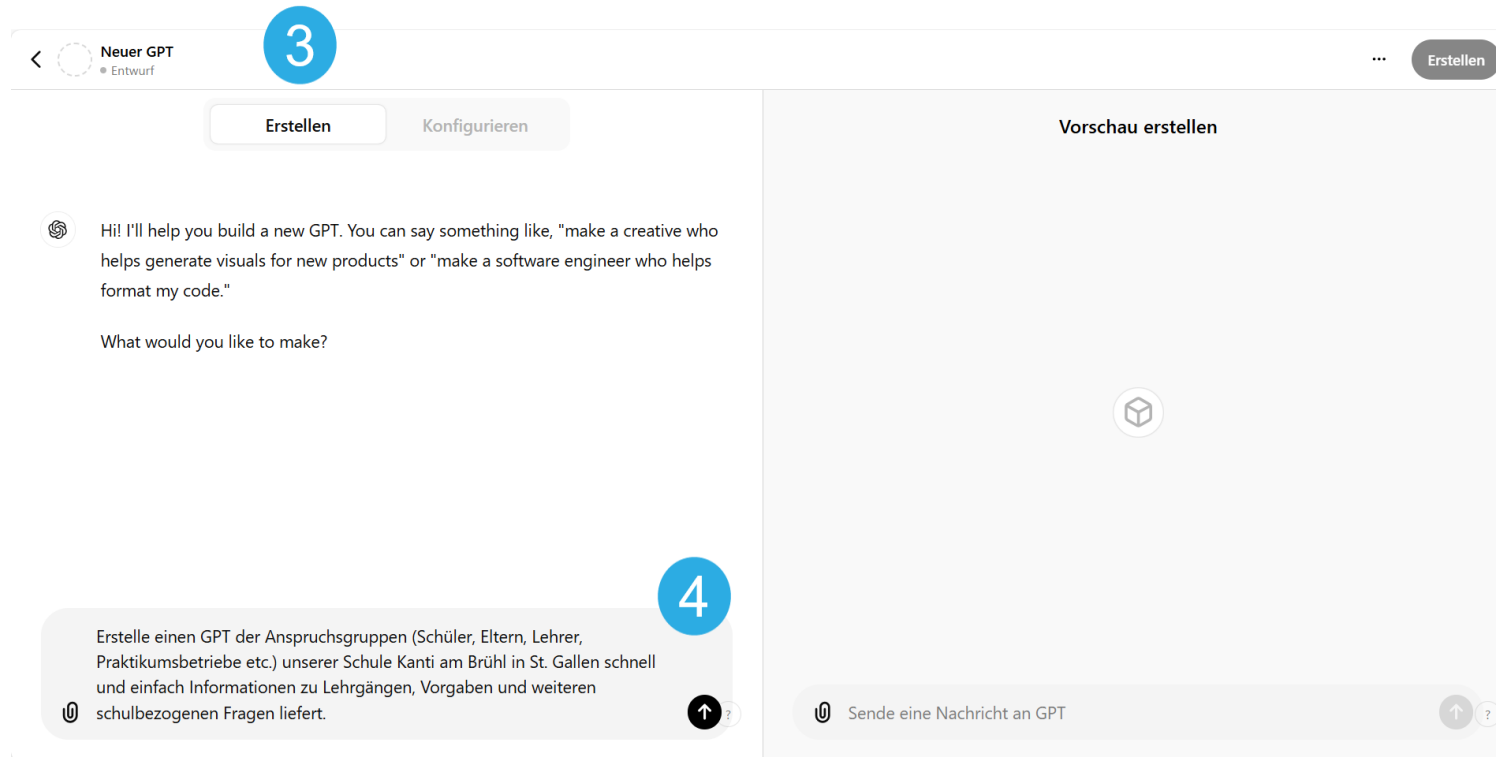 3
Neuer GPT
Entwurf
...
Erstellen
Erstellen
Konfigurieren
Vorschau erstellen
Hi! I'll help you build a new GPT. You can say something like, "make a creative who
helps generate visuals for new products" or "make a software engineer who helps
format my code."
What would you like to make?
4
Erstelle einen GPT der Anspruchsgruppen (Schüler, Eltern, Lehrer,
Praktikumsbetriebe etc.) unserer Schule Kanti am Brühl in St. Gallen schnell
und einfach Informationen zu Lehrgängen, Vorgaben und weiteren
schulbezogenen Fragen liefert.
?
Sende eine Nachricht an GPT
?